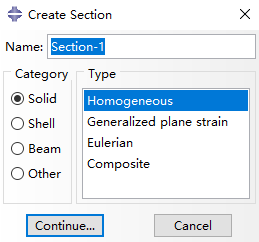 Create Section
Name: Section-1
Category
Solid
Shell
Beam
Other
Type
Homogeneous
Generalized plane strain
Eulerian
Composite
Continue... Cancel